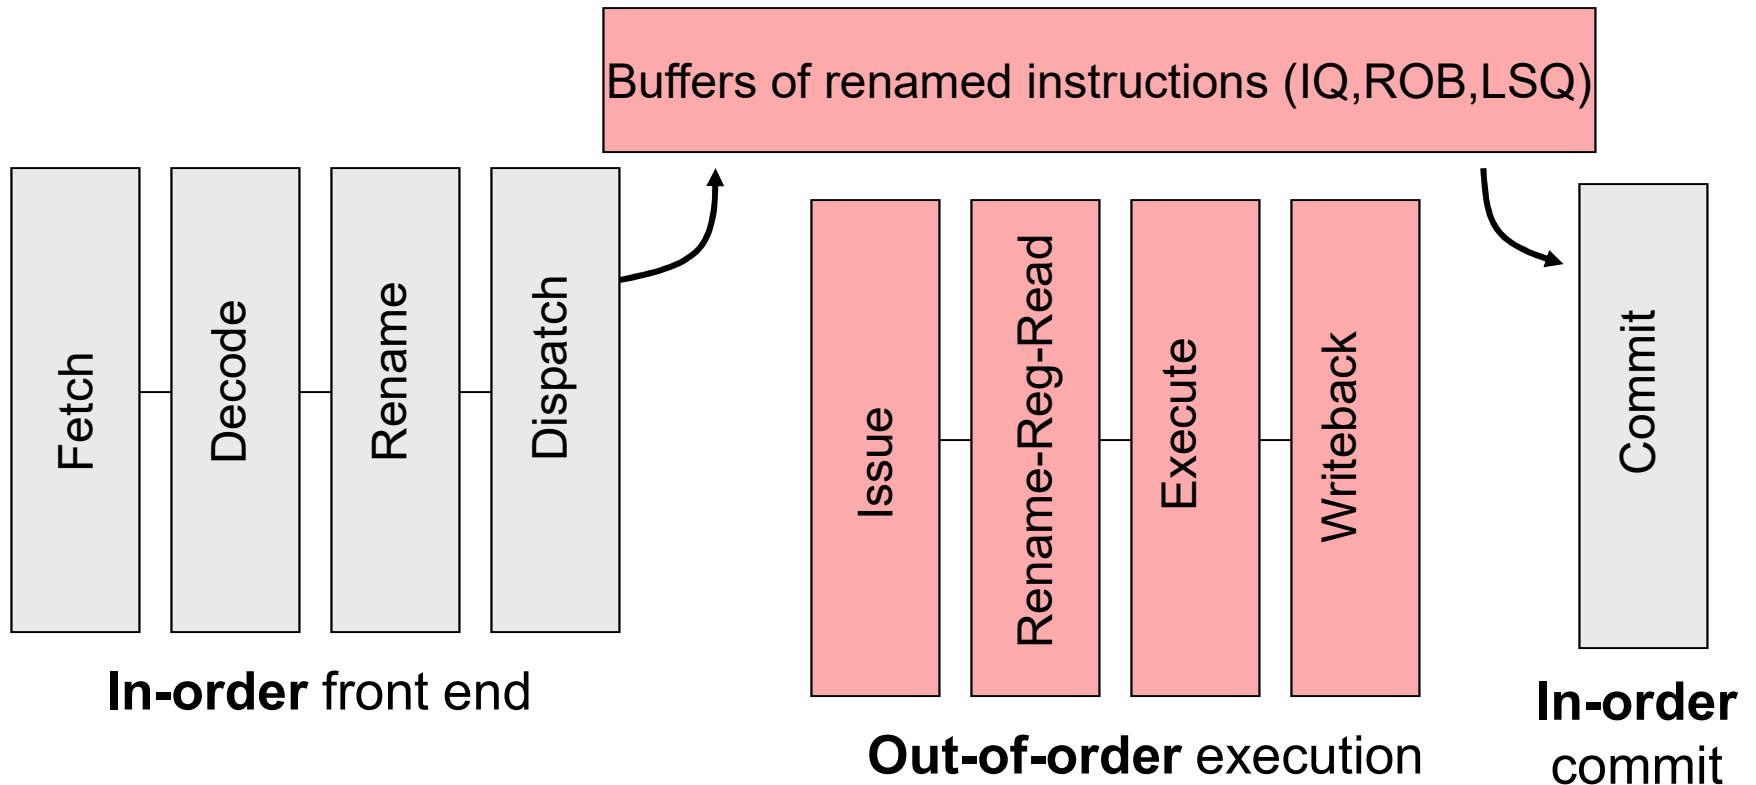 Buffers of renamed instructions (IQ,ROB,LSQ)
Fetch
Decode
Rename
Dispatch
Issue
Rename-Reg-Read
Execute
Writeback
Commit
In-order front end
Out-of-order execution
In-order
commit